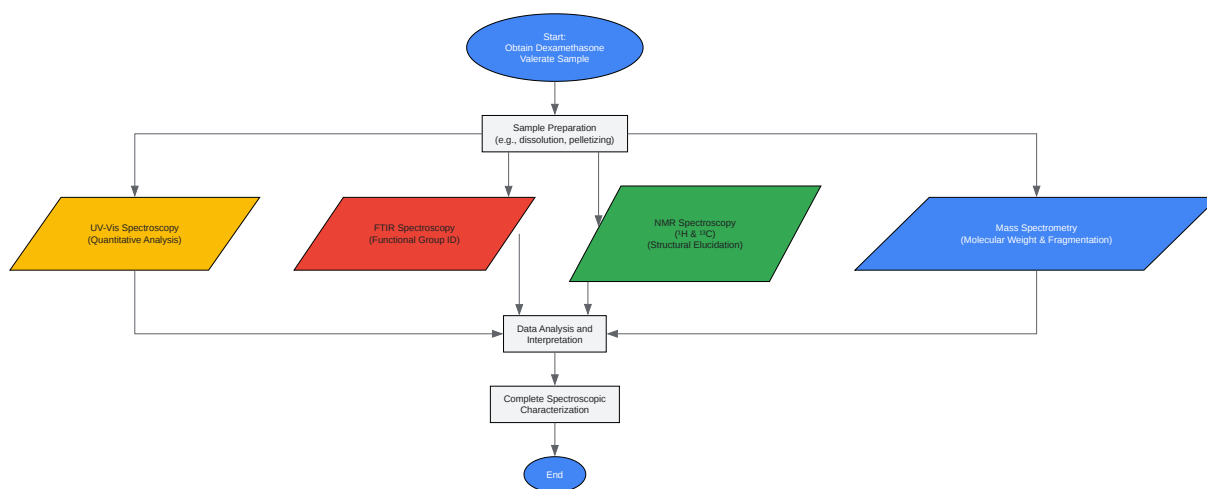 Start:
Obtain Dexamethasone
Valerate Sample
Sample Preparation
(e.g., dissolution, pelletizing)
UV-Vis Spectroscopy
(Quantitative Analysis)
FTIR Spectroscopy
(Functional Group ID)
NMR Spectroscopy
(¹H & ¹³C)
(Structural Elucidation)
Mass Spectrometry
(Molecular Weight & Fragmentation)
Data Analysis and
Interpretation
Complete Spectroscopic
Characterization
End